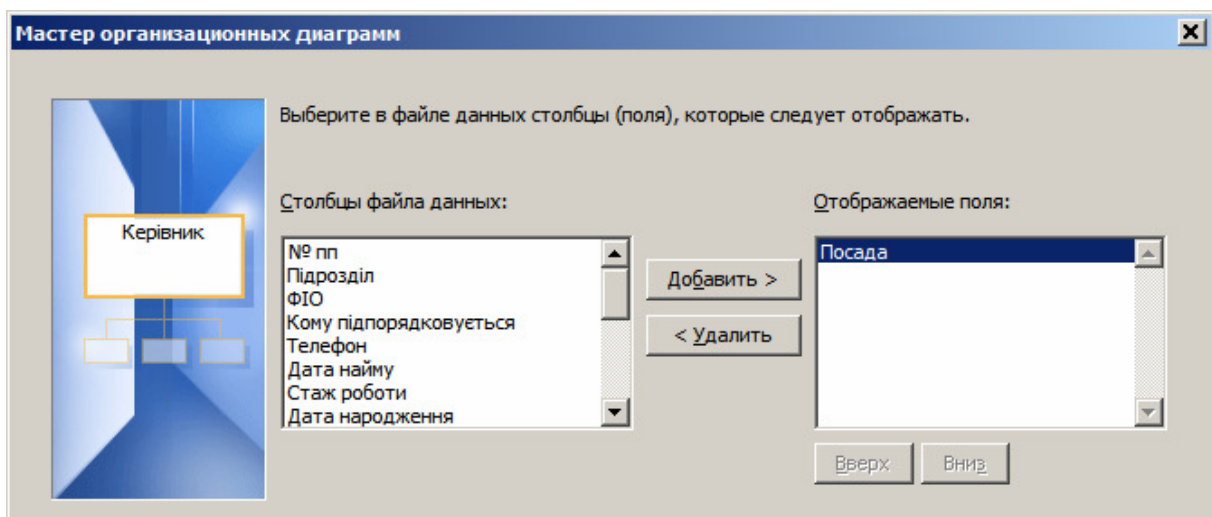 Мастер организационных диаграмм
Выберите в файле данных столбцы (поля), которые следует отображать.
Керівник
Столбцы файла данных:
№ пп
Підрозділ
ФІО
Кому підпорядковується
Телефон
Дата найму
Стаж роботи
Дата народження
Добавить >
< Удалить
Отображаемые поля:
Посада
Вверх
Вниз